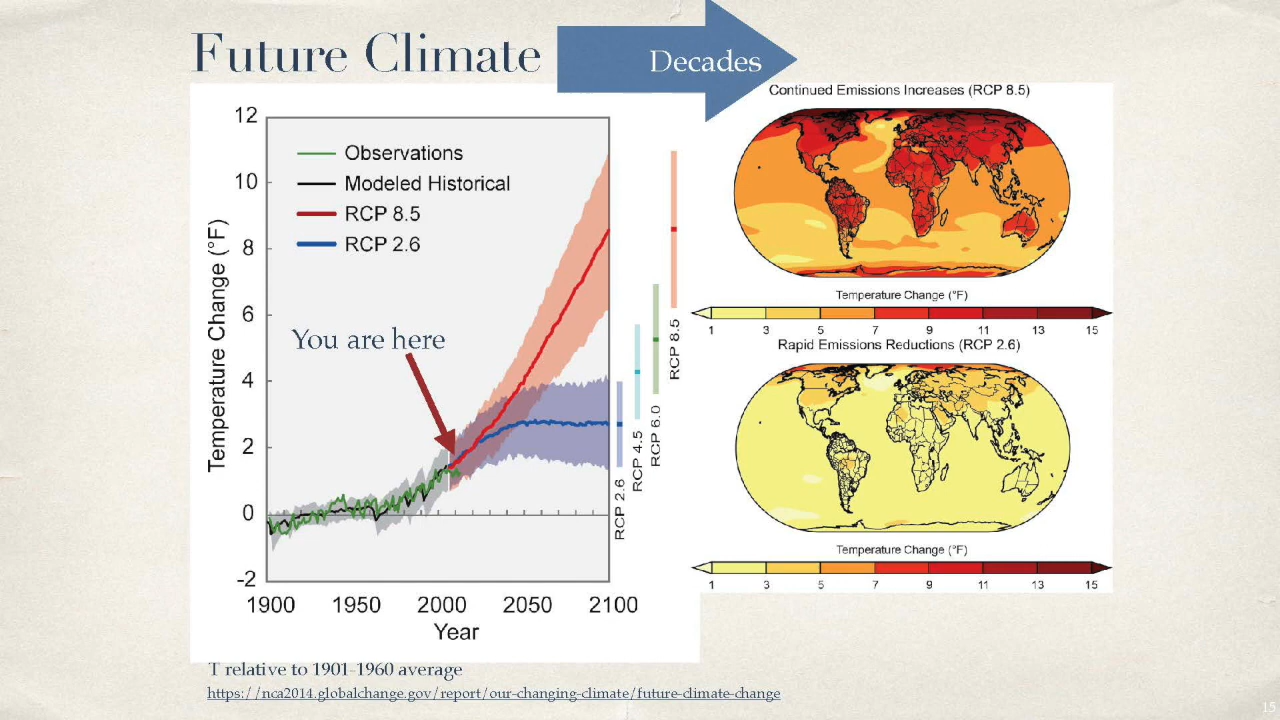 Future Climate
Decades
12
10
8
6
4
2
0
-2
Temperature Change (°F)
Observations
Modeled Historical
RCP 8.5
RCP 2.6
You are here
1900 1950 2000 2050 2100
Year
RCP 2.6
RCP 4.5
RCP 6.0
RCP 8.5
Continued Emissions Increases (RCP 8.5)
Temperature Change (°F)
1 3 5 7 9 11 13 15
Rapid Emissions Reductions (RCP 2.6)
Temperature Change (°F)
1 3 5 7 9 11 13 15
T relative to 1901-1960 average
https://nca2014.globalchange.gov/report/our-changing-climate/future-climate-change
15